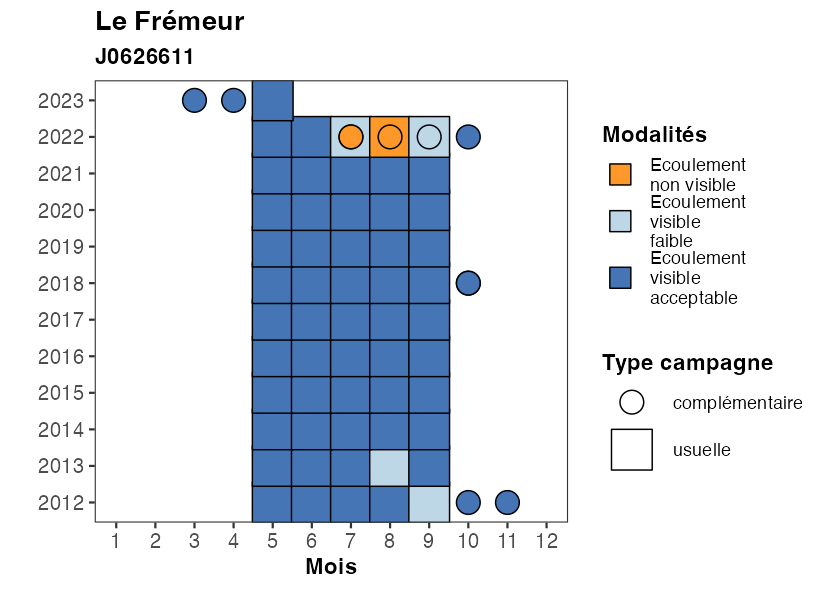 Le Frémeur
J0626611
2023
2022
2021
2020
2019
2018
2017
2016
2015
2014
2013
2012
1 2 3 4 5 6 7 8 9 10 11 12
Mois
Modalités
Ecoulement
non visible
Ecoulement
visible
faible
Ecoulement
visible
acceptable
Type campagne
complémentaire
usuelle